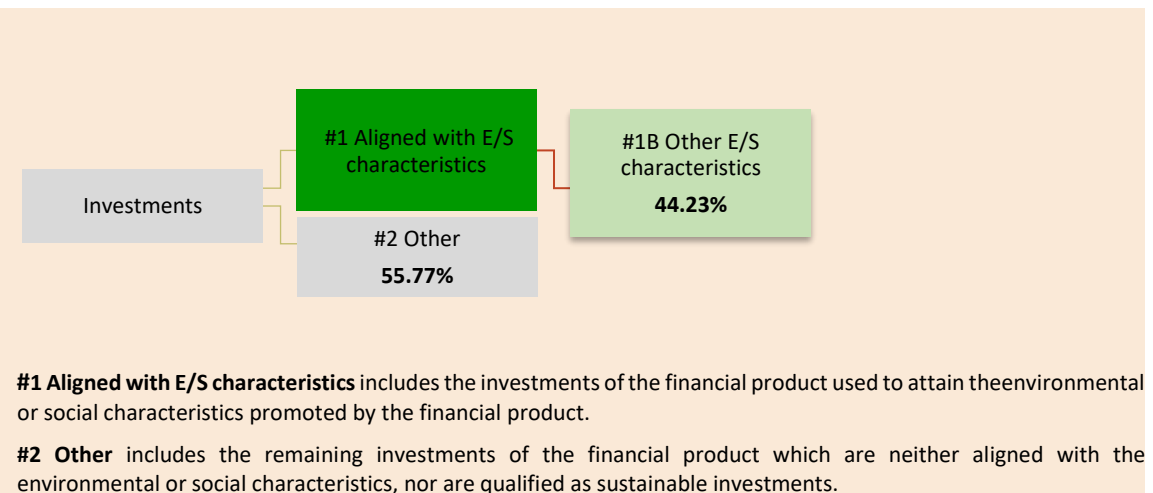 #1 Aligned with E/S
characteristics
#1B Other E/S
characteristics
44.23%
Investments
#2 Other
55.77%
#1 Aligned with E/S characteristics includes the investments of the financial product used to attain theenvironmental
or social characteristics promoted by the financial product.
#2 Other includes the remaining investments of the financial product which are neither aligned with the
environmental or social characteristics, nor are qualified as sustainable investments.